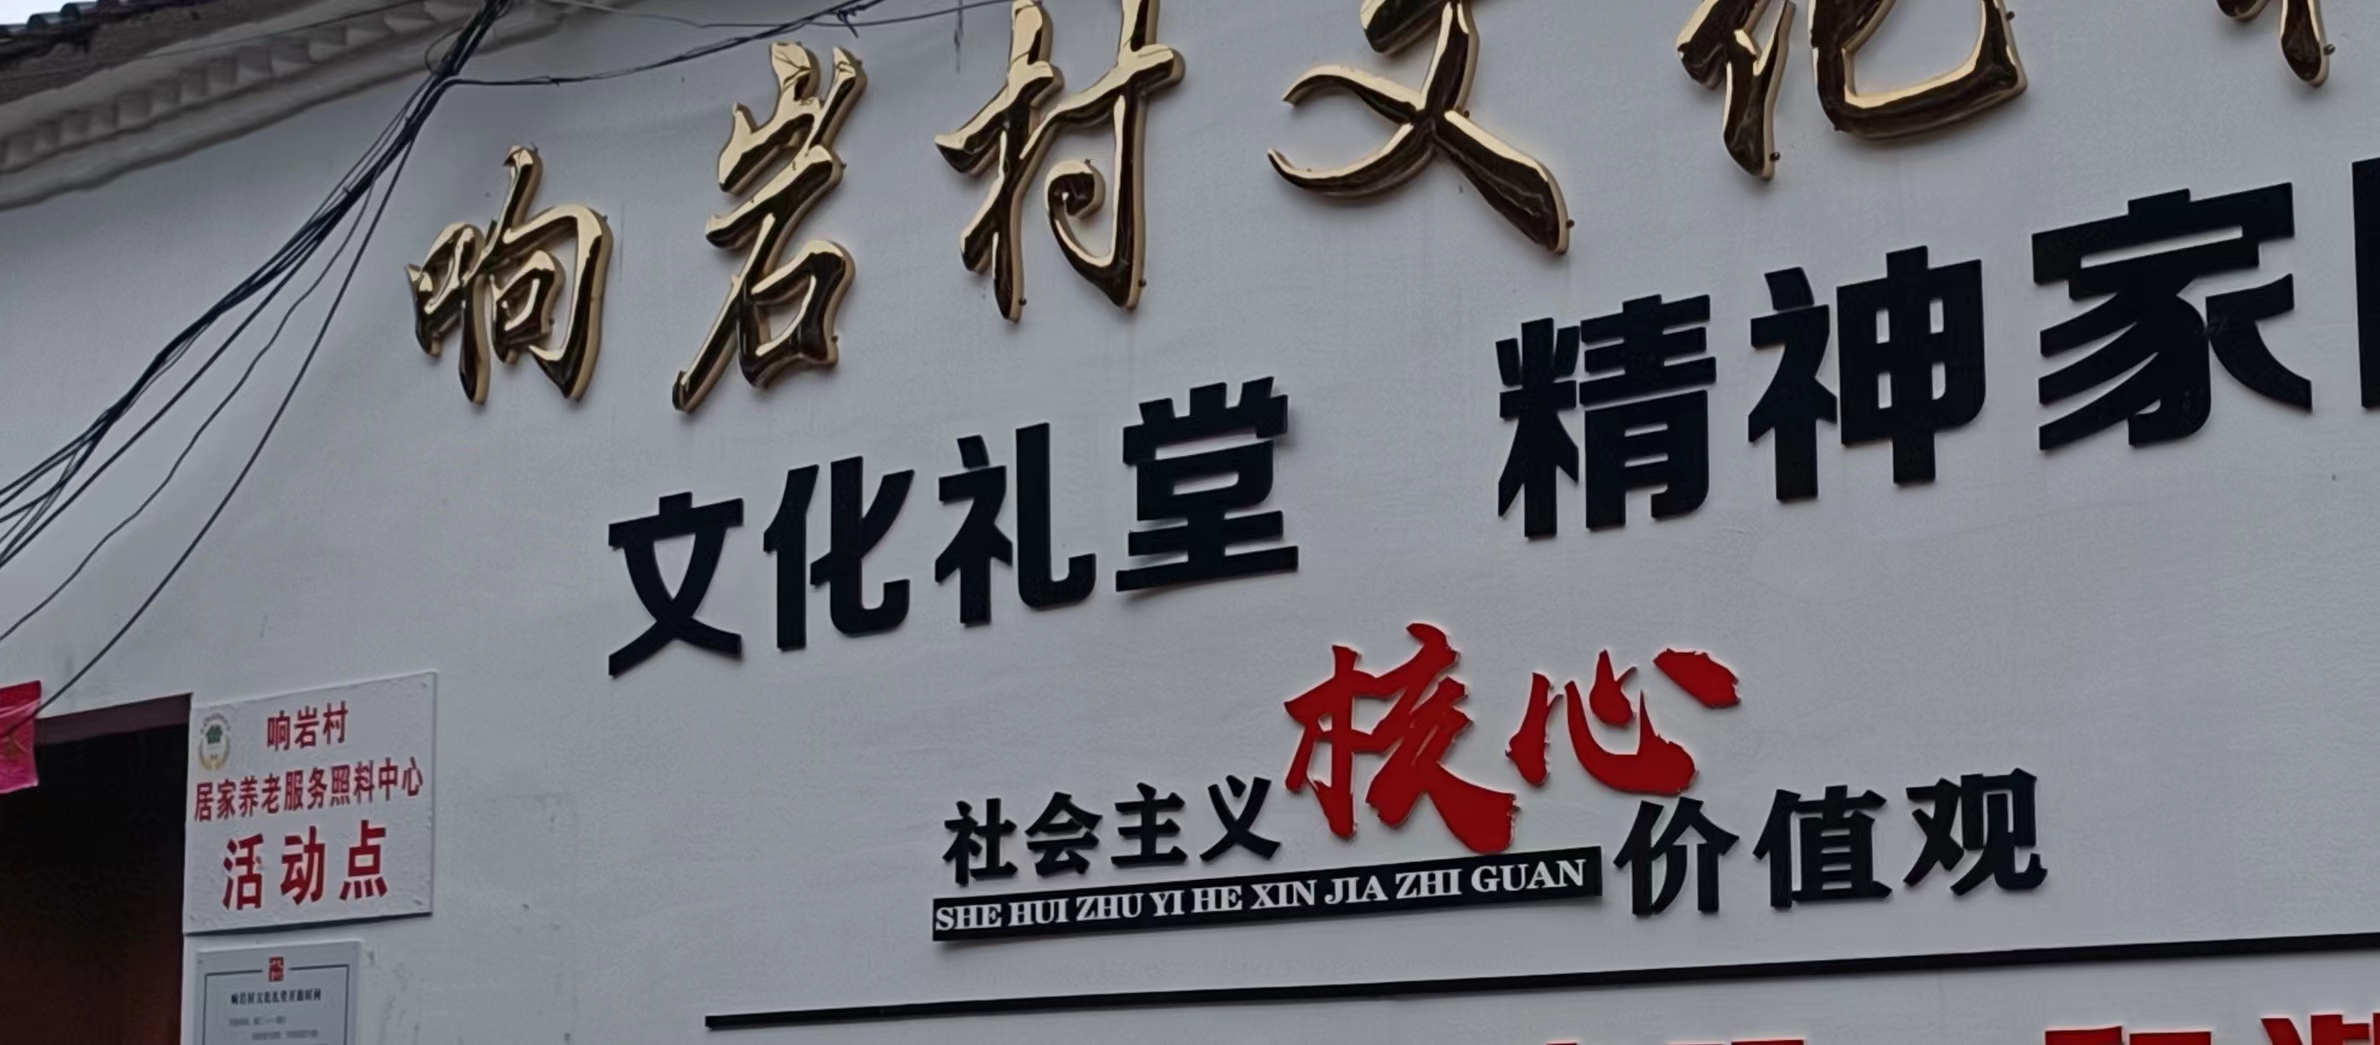 响岩村文化
文化礼堂 精神家
社会主义核心价值观
SHE HUI ZHU YI HE XIN JIA ZHI GUAN
响岩村
居家养老服务照料中心
活动点